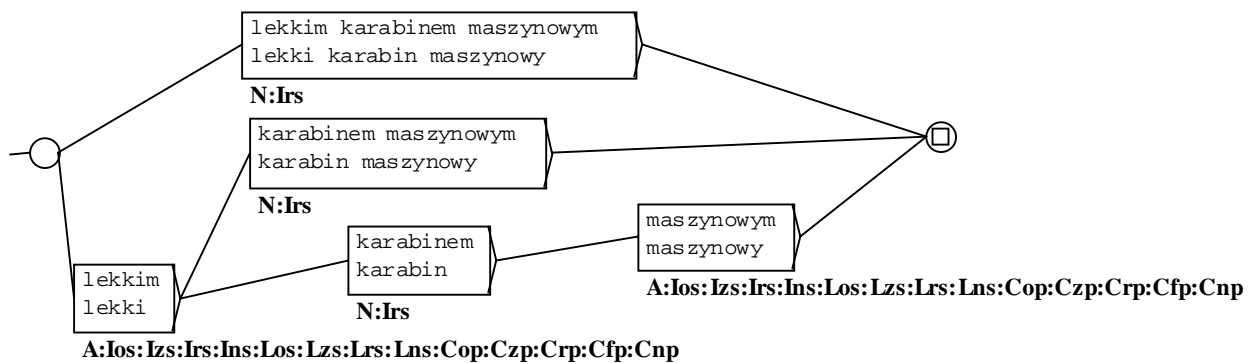 lekkim karabinem maszynowym
lekki karabin maszynowy
N:Irs
karabinem maszynowym
karabin maszynowy
N:Irs
karabinem
karabin
N:Irs
maszynowym
maszynowy
A:Ios:Izs:Irs:Ins:Los:Lzs:Lrs:Lns:Cop:Czp:Crp:Cfp:Cnp
lekkim
lekki
A:Ios:Izs:Irs:Ins:Los:Lzs:Lrs:Lns:Cop:Czp:Crp:Cfp:Cnp